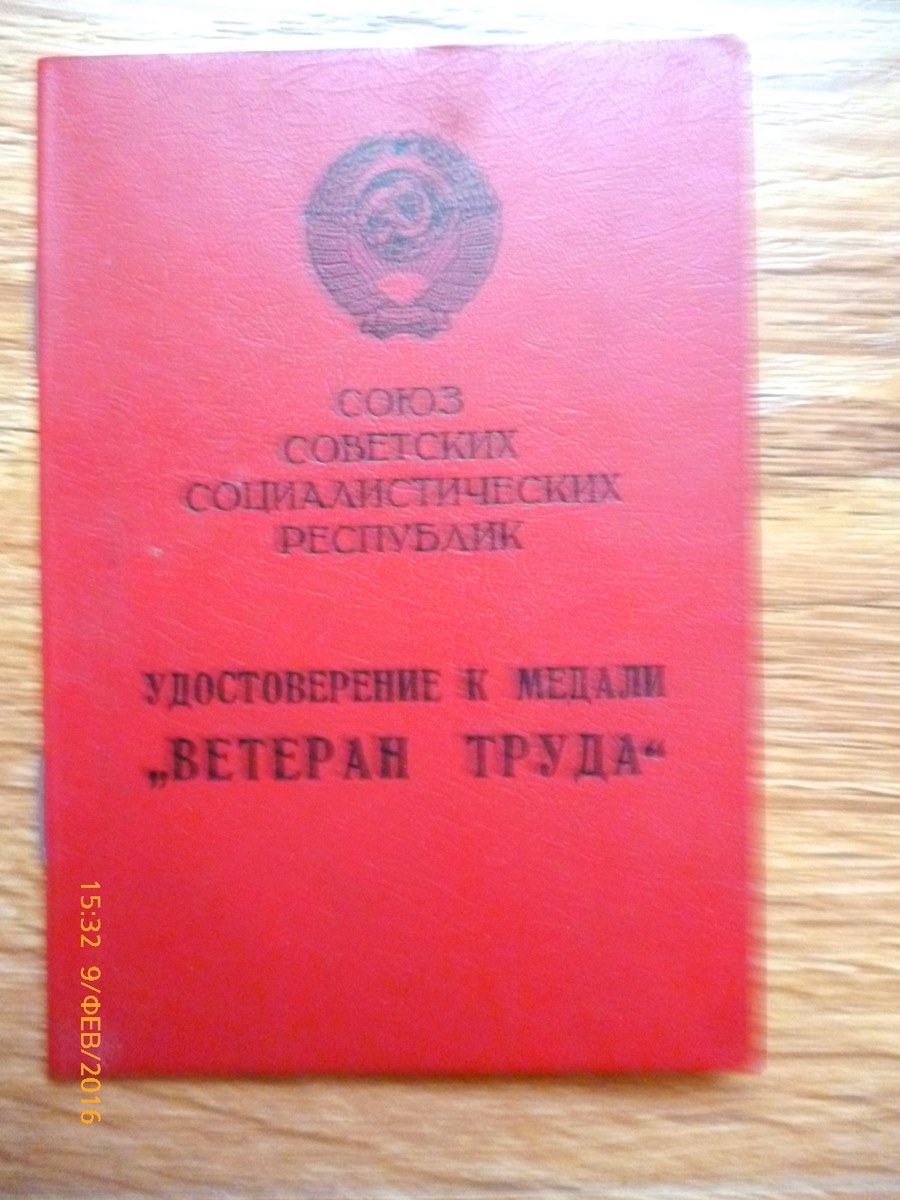 СОЮЗ
СОВЕТСКИХ
СОЦИАЛИСТИЧЕСКИХ
РЕСПУБЛИК
УДОСТОВЕРЕНИЕ К МЕДАЛИ
„ВЕТЕРАН ТРУДА“
15:32 9/ФЕВ/2016